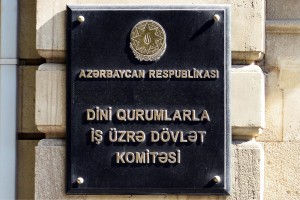 AZƏRBAYCAN RESPUBLİKASI
DİNİ QURUMLARLA
İŞ ÜZRƏ DÖVLƏT
KOMİTƏSİ